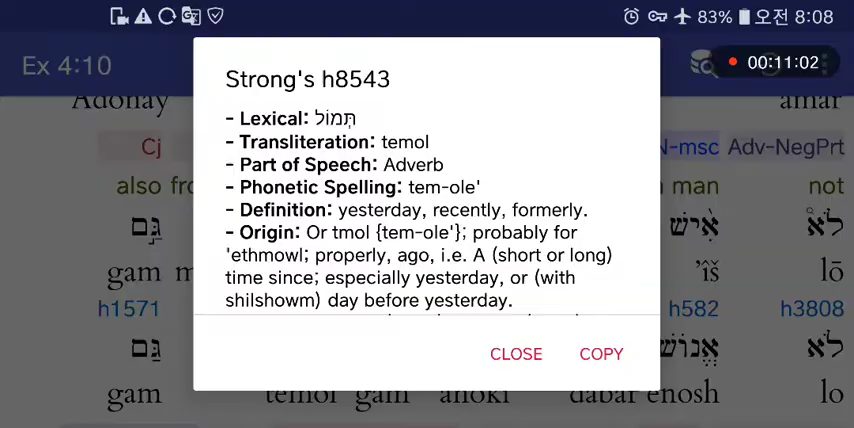 83% 오전 8:08
Ex 4:10
00:11:02
Adonay amar
Strong's h8543
- Lexical: תְּמוֹל
- Transliteration: temol
- Part of Speech: Adverb
- Phonetic Spelling: tem-ole'
- Definition: yesterday, recently, formerly.
- Origin: Or tmol {tem-ole'}; probably for
'ethmowl; properly, ago, i.e. A (short or long)
time since; especially yesterday, or (with
shilshowm) day before yesterday.
CLOSE COPY
Cj N-msc Adv-NegPrt
also man not
גַּ֤ם אִ֨ישׁ לֹא֩
gam ’îš lō
h1571 h582 h3808
גַּם אֱנוֹשׁ לֹא
gam temol gam anoki dabar enosh lo